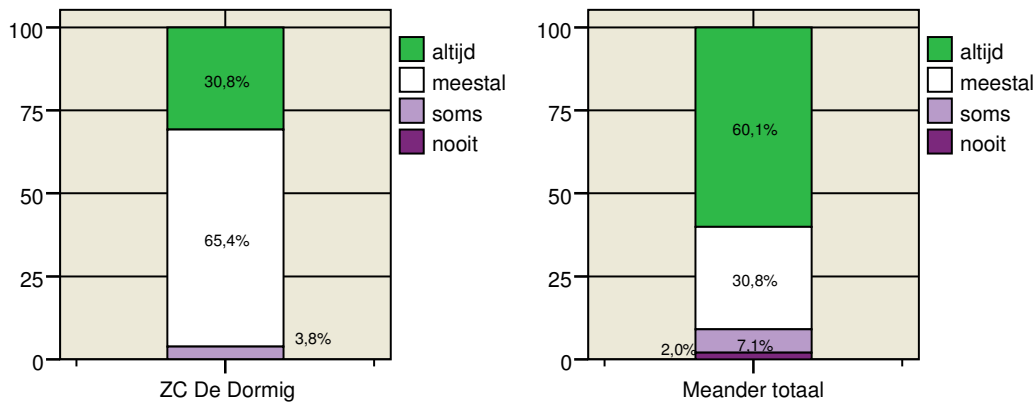 100
75
50
25
0
30,8%
65,4%
3,8%
ZC De Dormig
altijd
meestal
soms
nooit
100
75
50
25
0
60,1%
30,8%
7,1%
2,0%
Meander totaal
altijd
meestal
soms
nooit